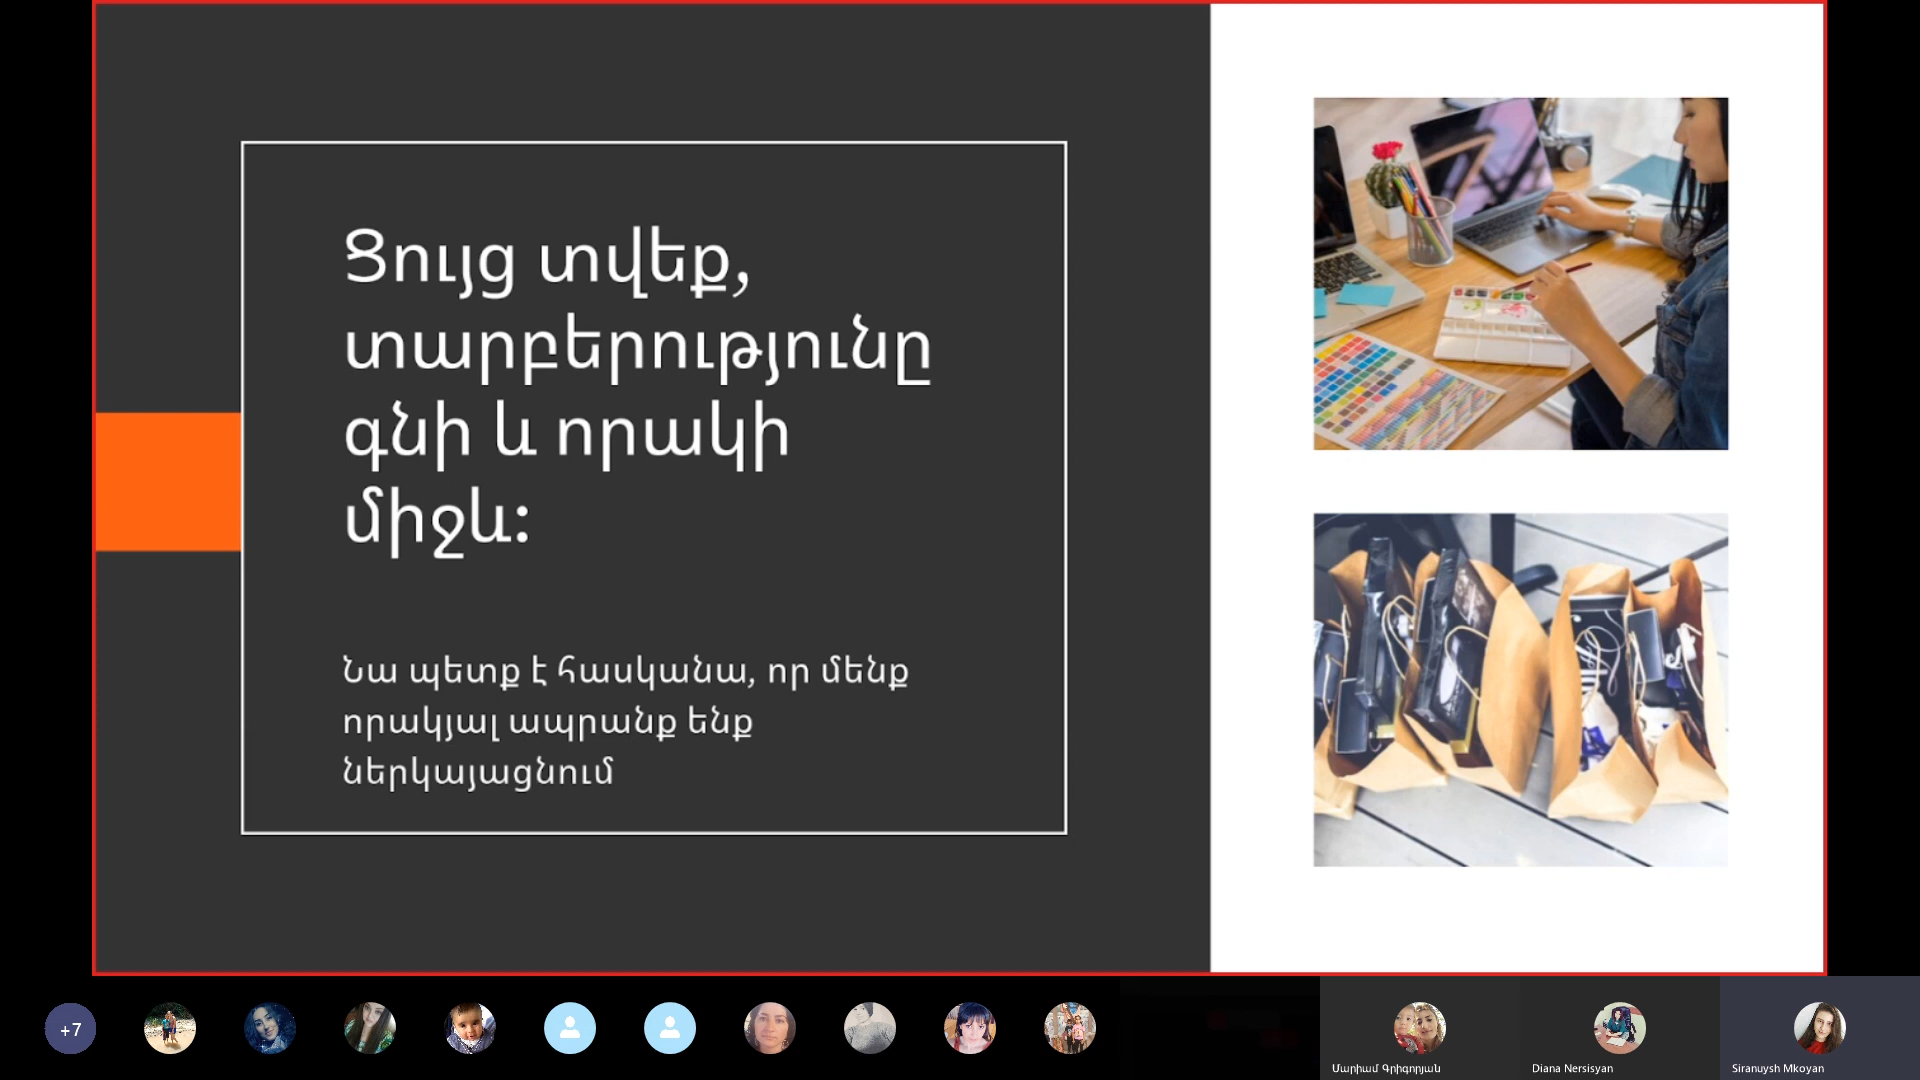 Ցույց տվեք,
տարբերությունը
գնի և որակի
միջև:
Նա պետք է հասկանա, որ մենք
որակյալ ապրանք ենք
ներկայացնում
+7
Մարիամ Գրիգորյան
Diana Nersisyan
Siranuysh Mkoyan